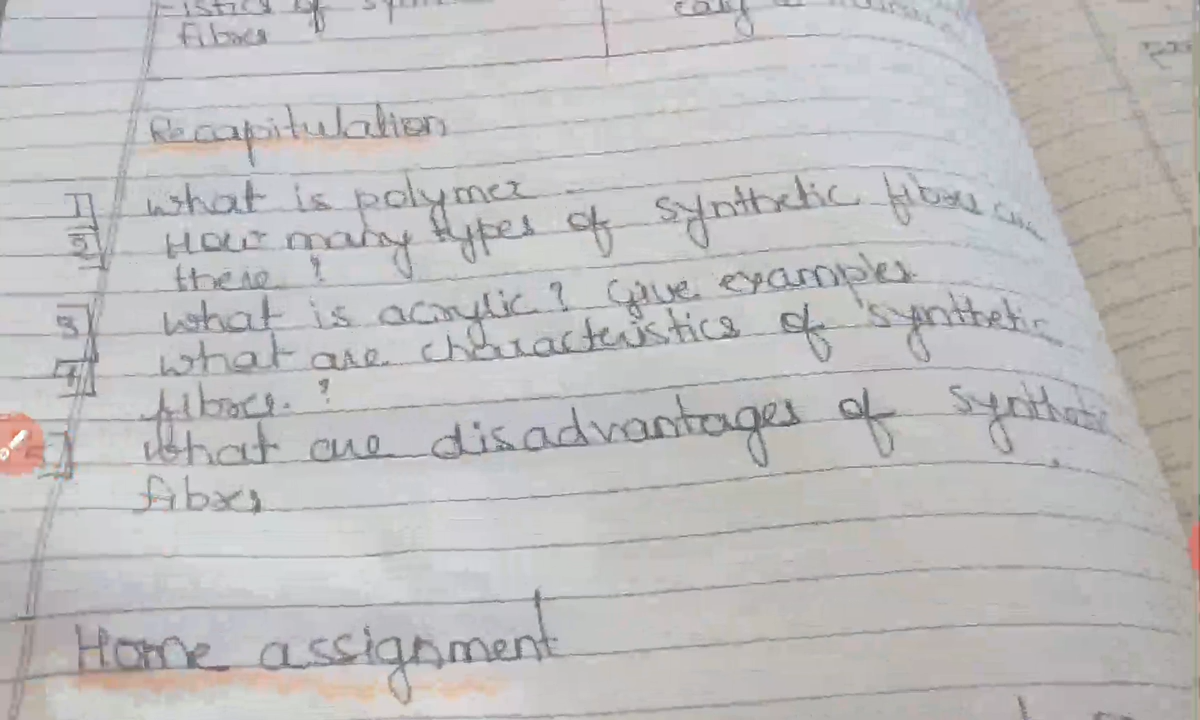 fibres
Recapitulation
1] What is polymer
2] How many types of synthetic fibres are
there ?
3] What is acrylic ? Give examples
4] What are characteristics of synthetic
fibres. ?
What are disadvantages of synthetic
fibres
Home assignment